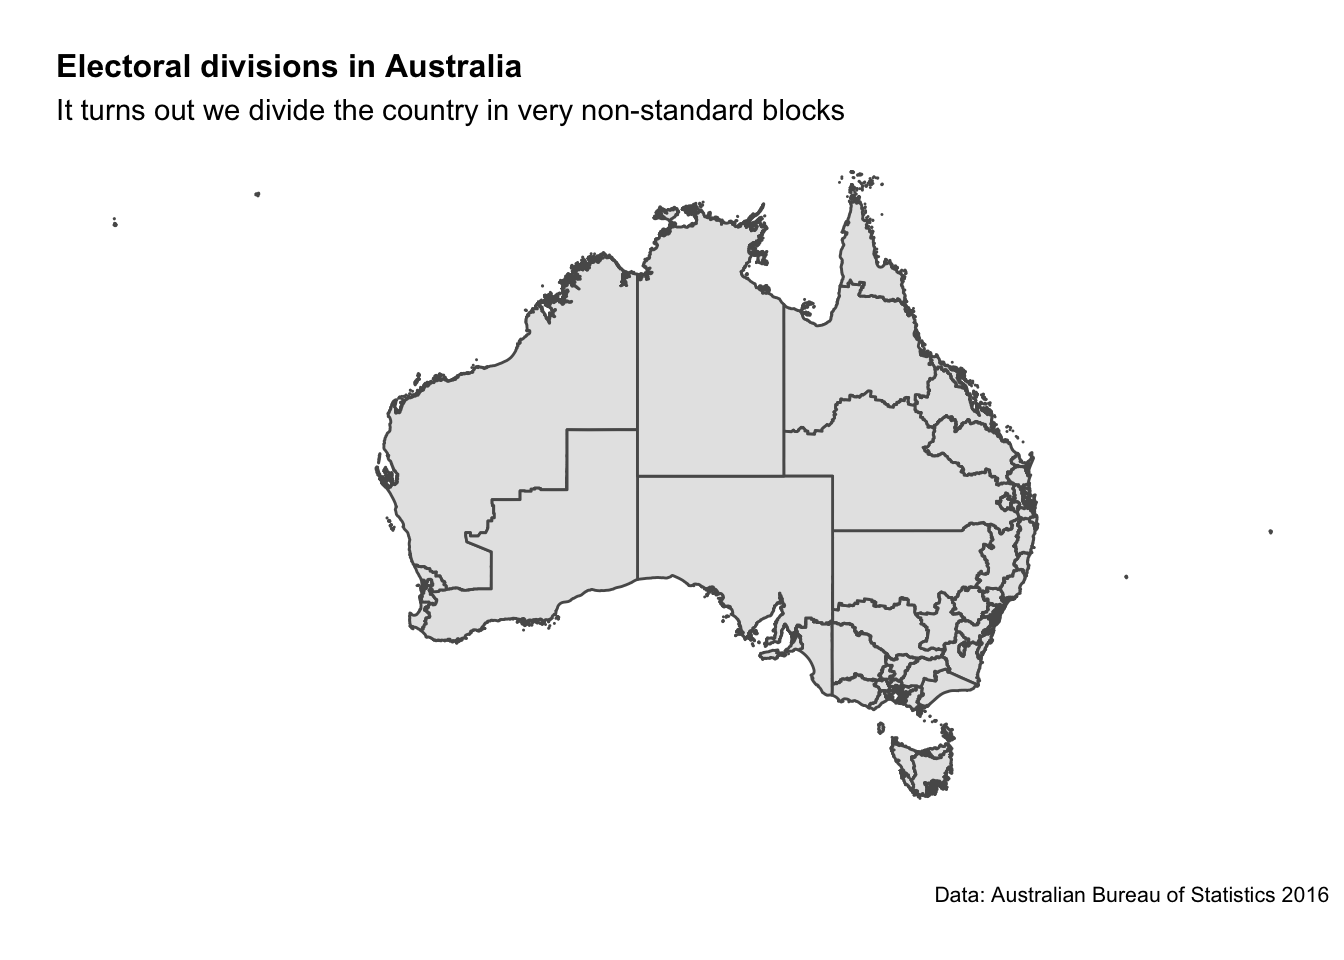 Electoral divisions in Australia
It turns out we divide the country in very non-standard blocks
Data: Australian Bureau of Statistics 2016